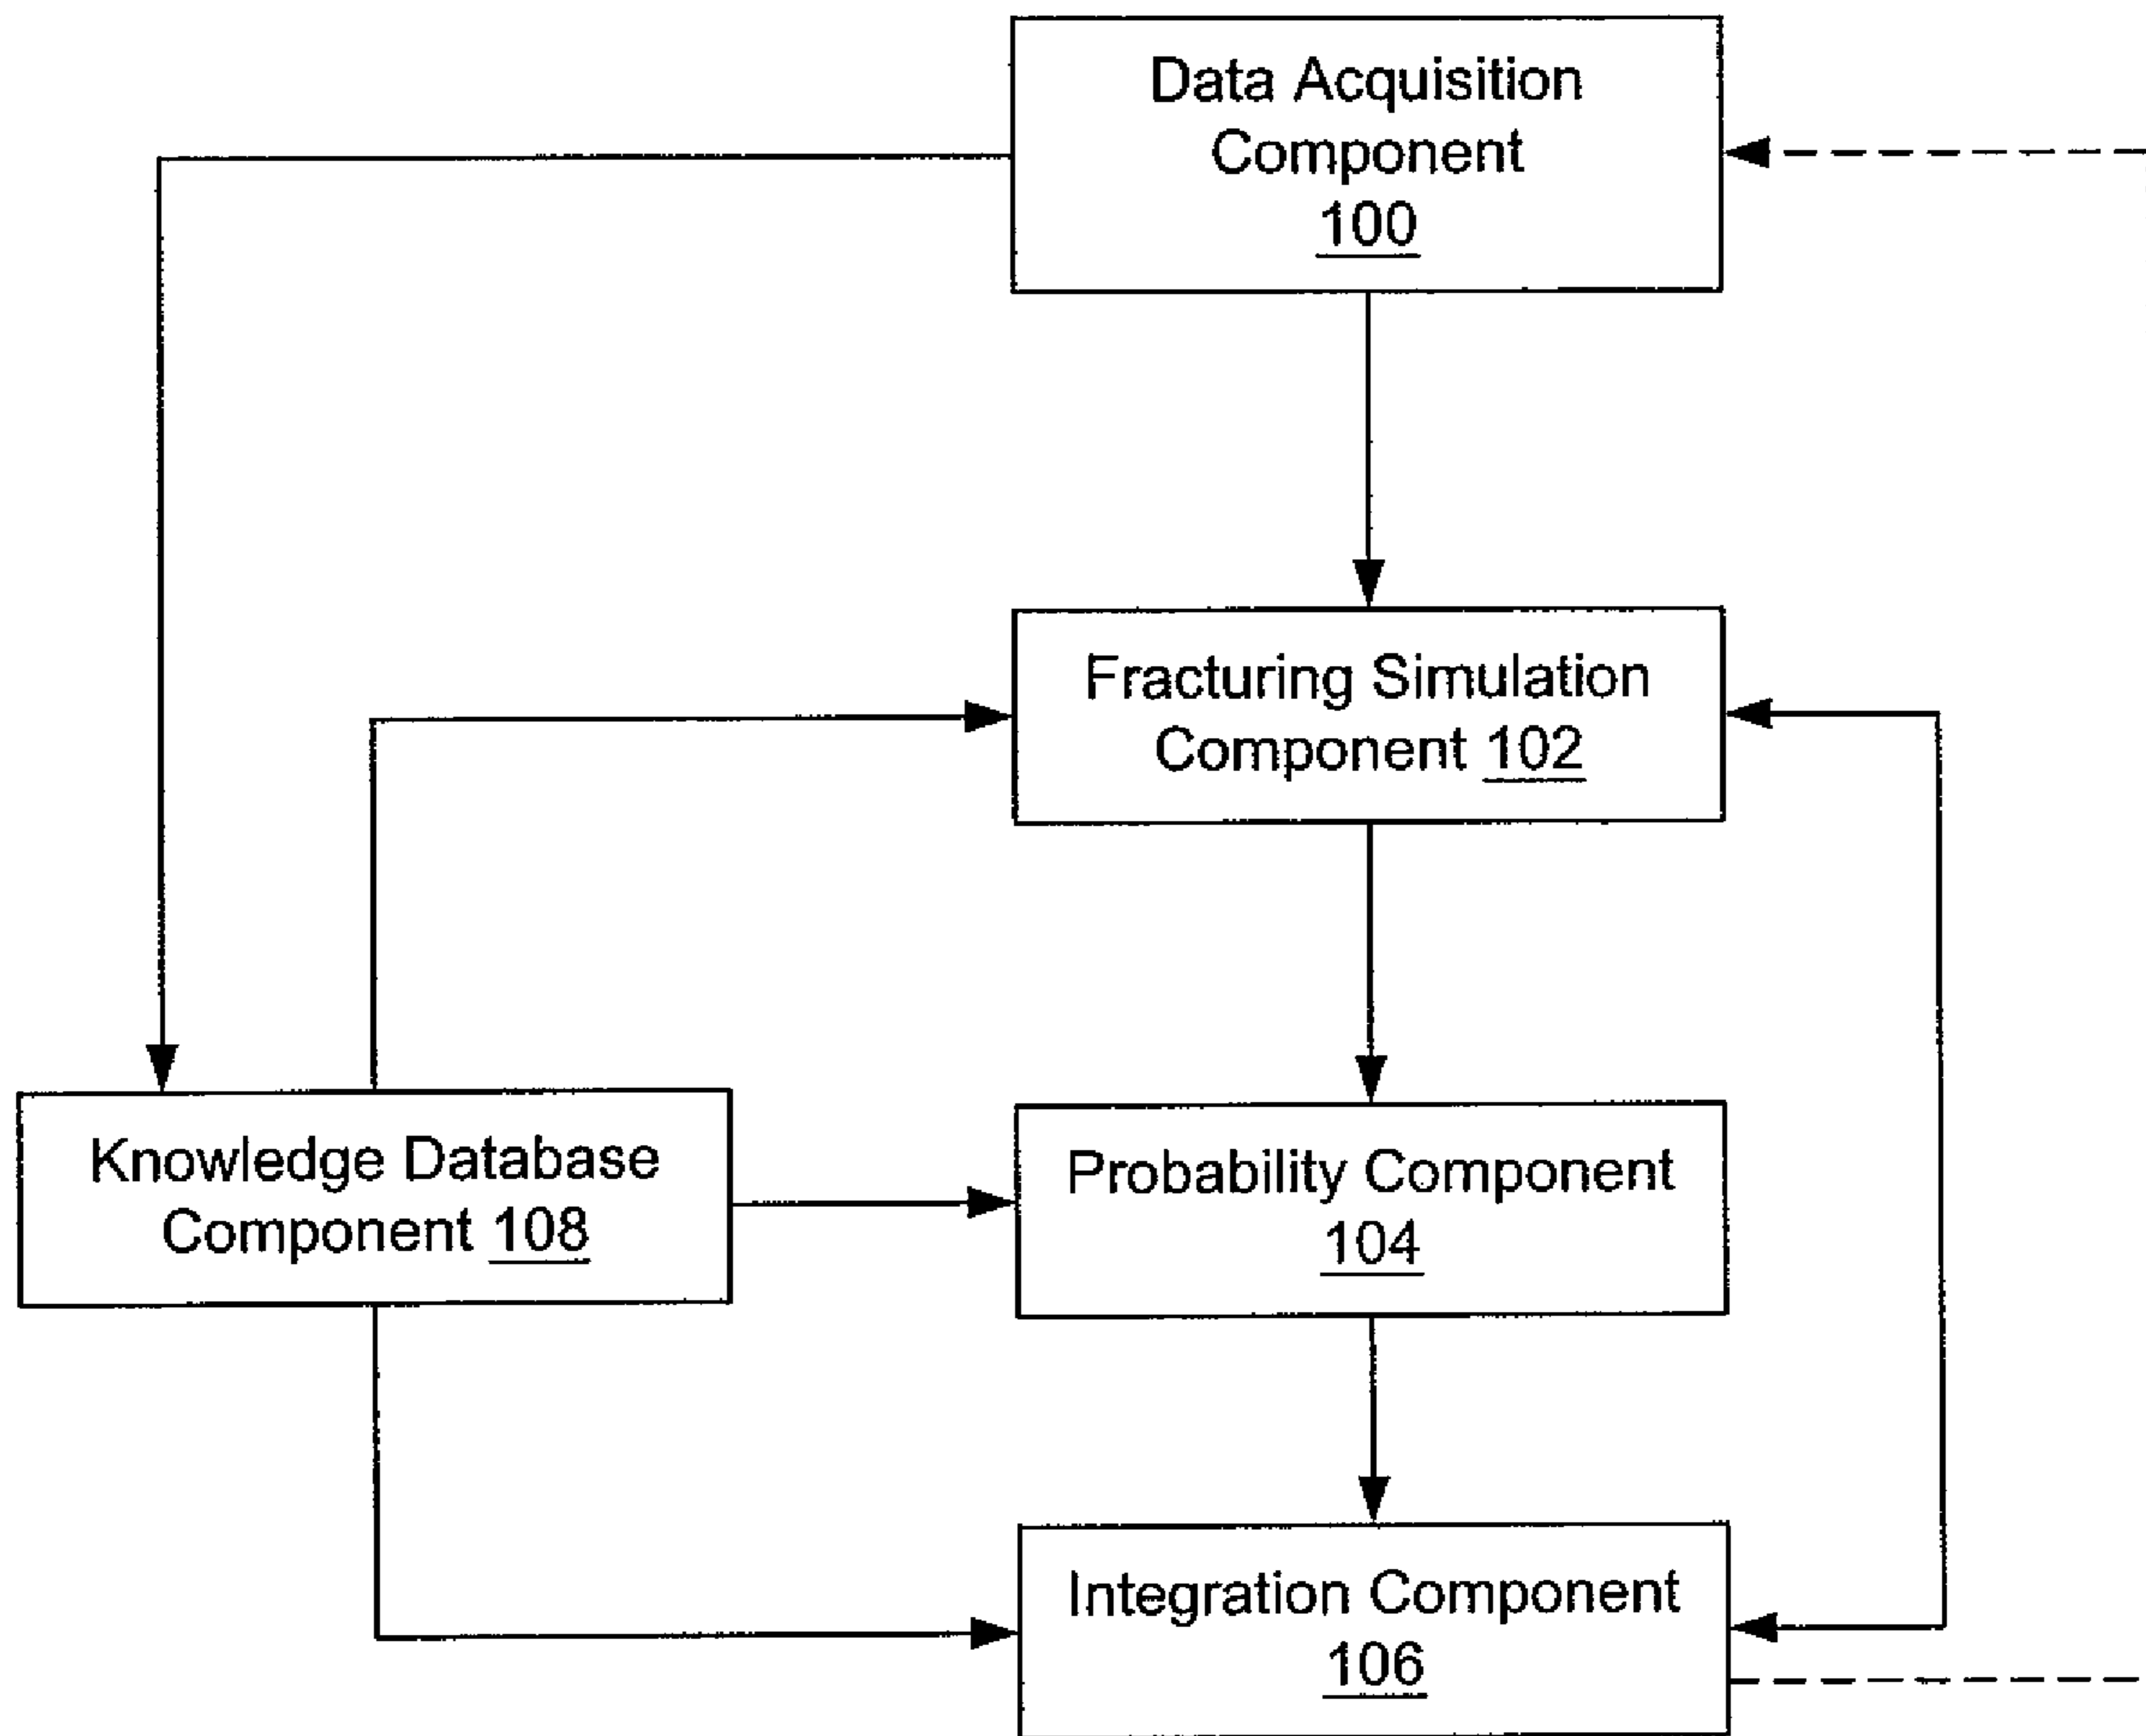 Data Acquisition
Component
100
Fracturing Simulation
Component 102
Knowledge Database
Component 108
Probability Component
104
Integration Component
106